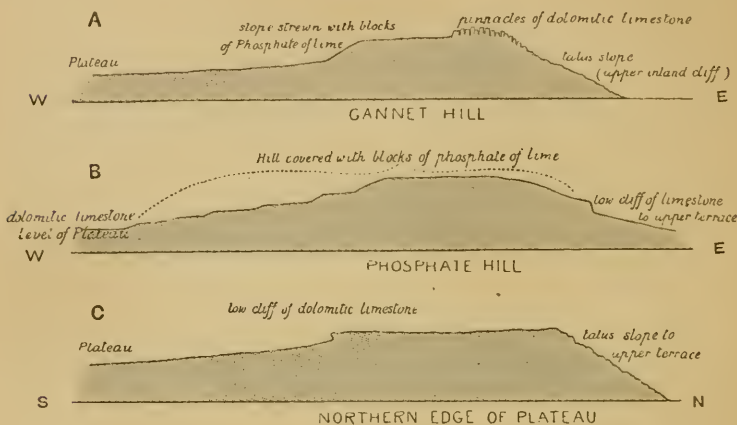 A
slope strewn with blocks
of Phosphate of lime
pinnacles of dolomitic limestone
Plateau
talus slope
(upper inland cliff)
W
E
GANNET HILL
B
Hill covered with blocks of phosphate of lime
dolomitic limestone
level of Plateau
low cliff of limestone
to upper terrace
W
E
PHOSPHATE HILL
C
low cliff of dolomitic limestone
Plateau
talus slope to
upper terrace
S
N
NORTHERN EDGE OF PLATEAU